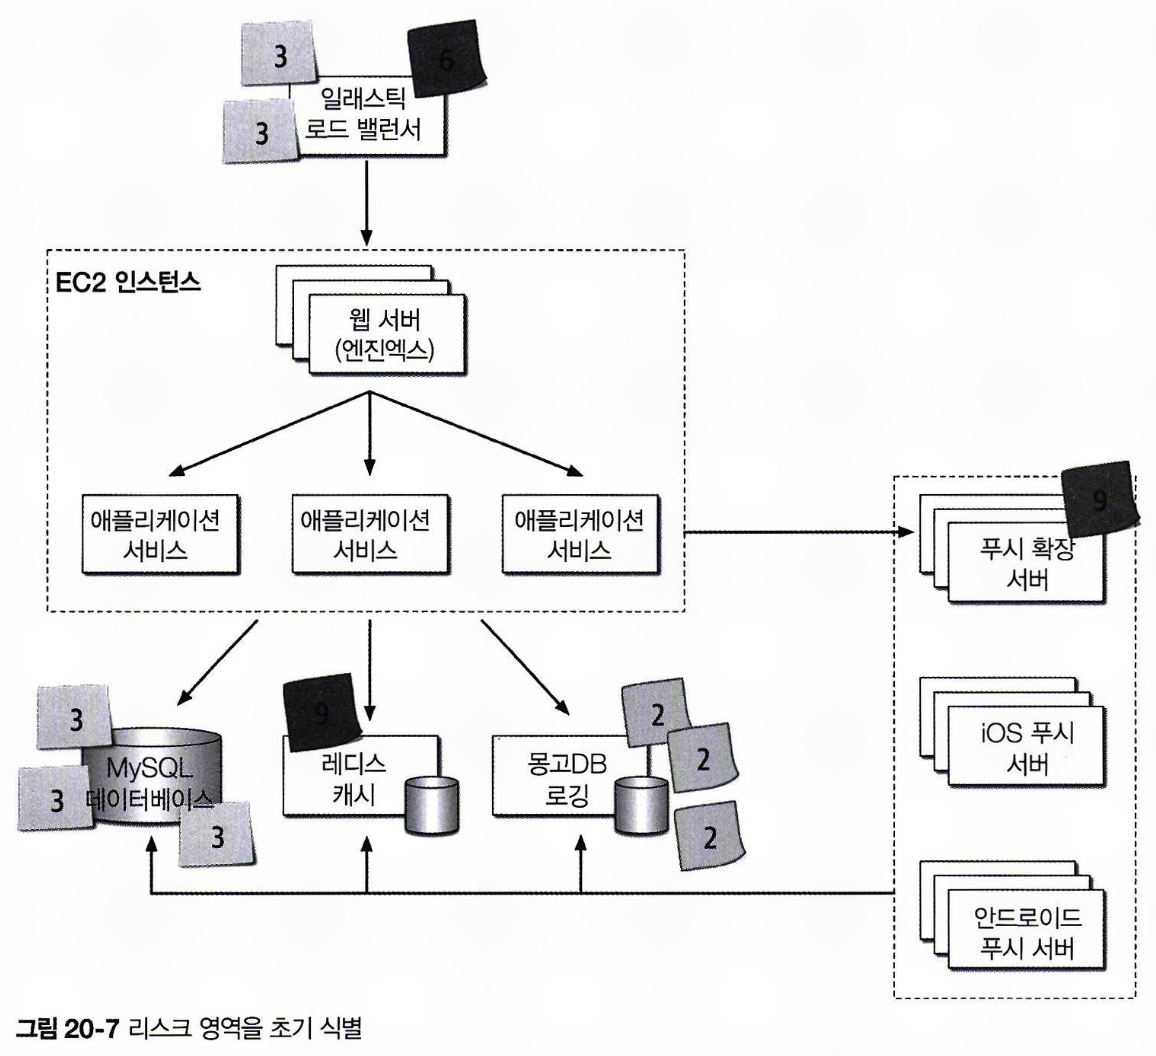 3
6
3
일래스틱
로드 밸런서
EC2 인스턴스
웹 서버
(엔진엑스)
애플리케이션
서비스
애플리케이션
서비스
애플리케이션
서비스
9
푸시 확장
서버
3
3
3
MySQL
데이터베이스
9
레디스
캐시
2
2
2
몽고DB
로깅
iOS 푸시
서버
안드로이드
푸시 서버
그림 20-7 리스크 영역을 초기 식별